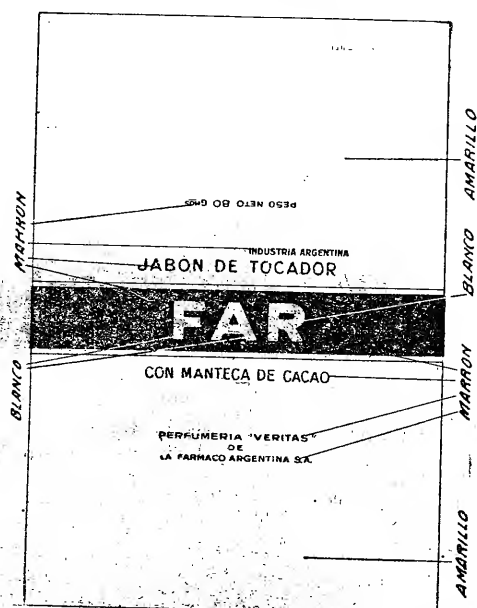 PESO NETO 80 GMS
INDUSTRIA ARGENTINA
JABON DE TOCADOR
FAR
CON MANTECA DE CACAO
PERFUMERIA "VERITAS"
DE
LA FARMACO ARGENTINA S.A.
MARRON
BLANCO
AMARILLO
BLANCO
MARRON
AMARILLO